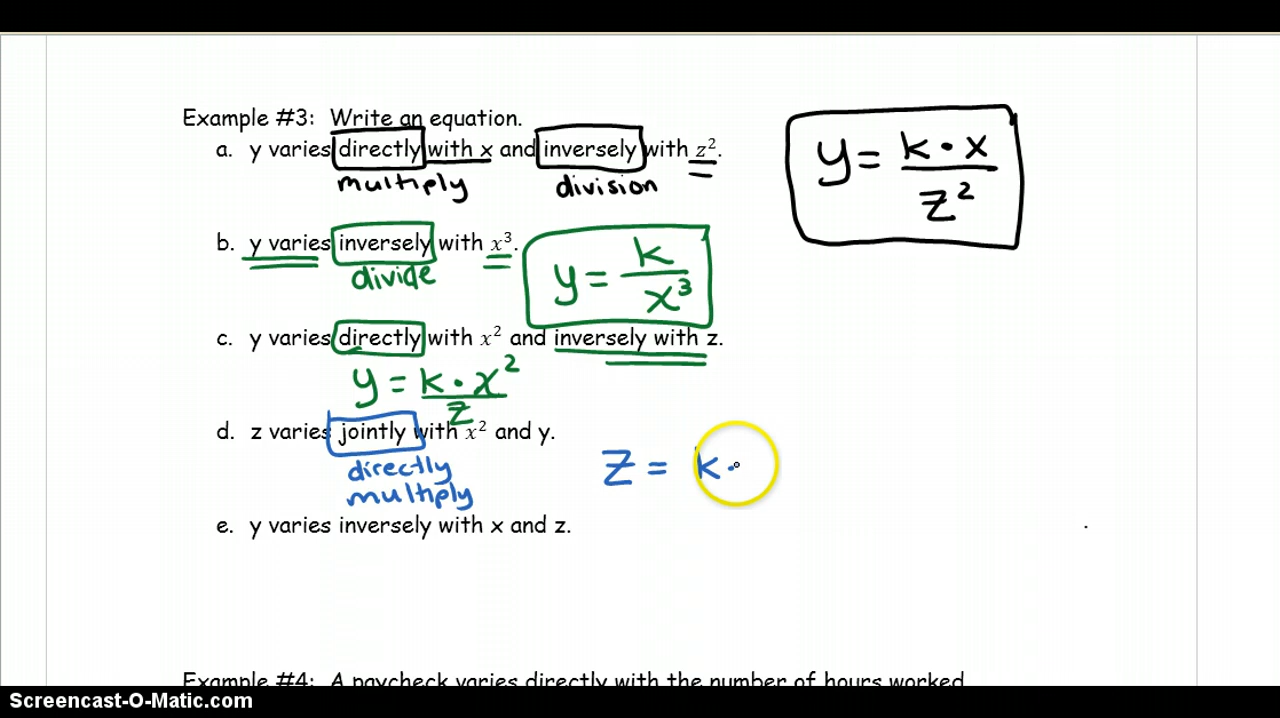 Example #3: Write an equation.
a. y varies directly with x and inversely with z².
multiply division
y = k · x / z²
b. y varies inversely with x³.
divide
y = k / x³
c. y varies directly with x² and inversely with z.
y = k · x² / z
d. z varies jointly with x² and y.
directly
multiply
z = k ·
e. y varies inversely with x and z.
Example #4: A paycheck varies directly with the number of hours worked
Screencast-O-Matic.com